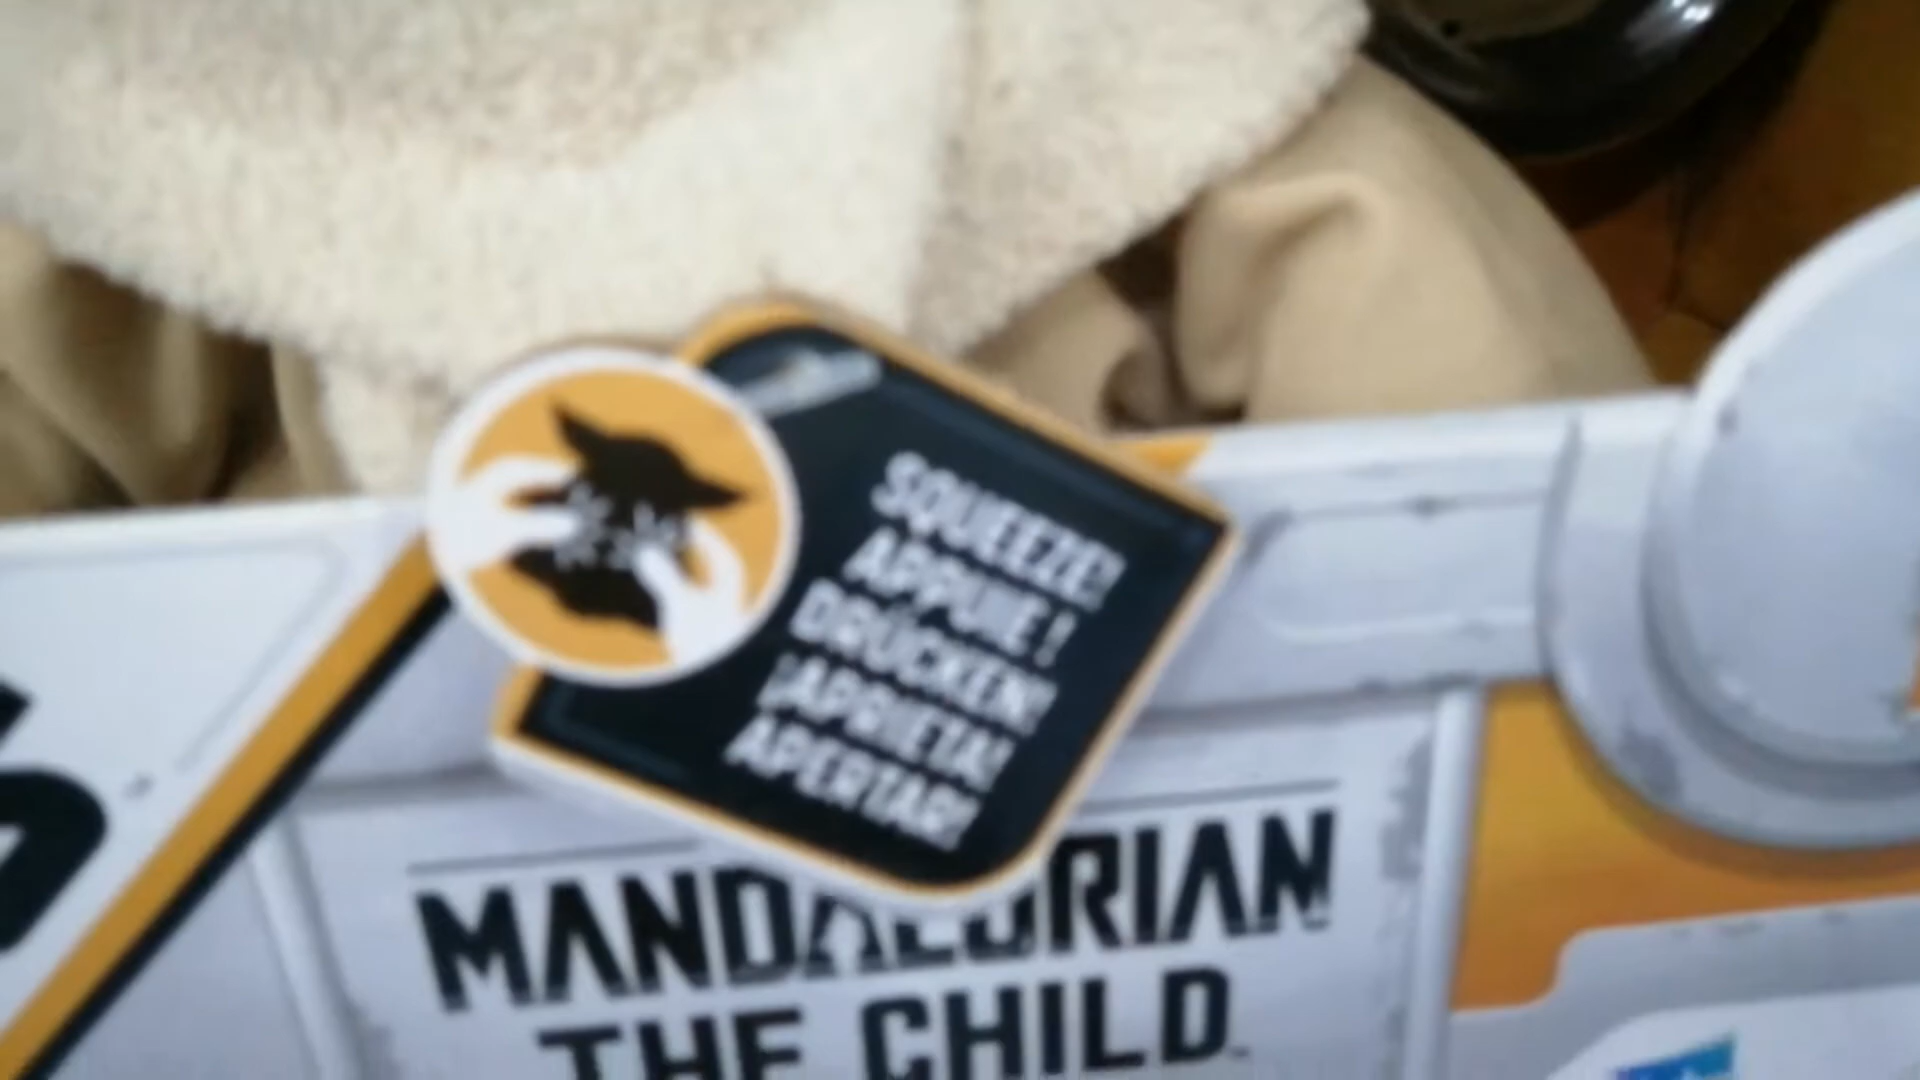 SQUEEZE!
APPUIE !
DRÜCKEN!
¡APRIETA!
APERTAR!
MANDALORIAN
THE CHILD